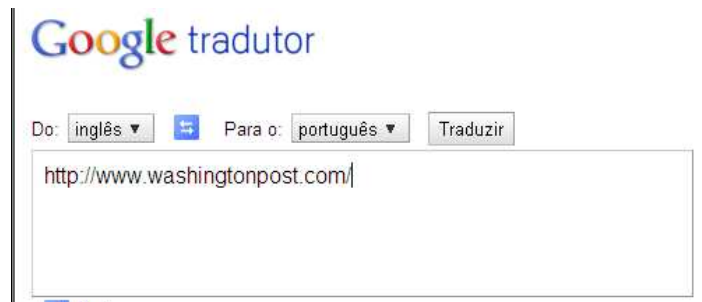 Google tradutor
Do: inglês ▼ Para o: português ▼ Traduzir
http://www.washingtonpost.com/